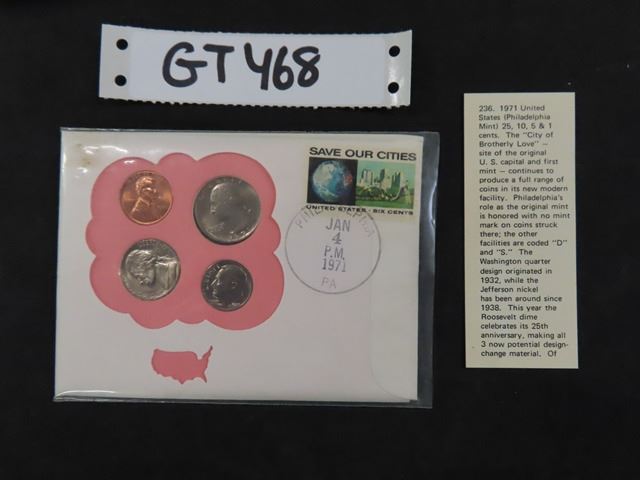 GT 468
SAVE OUR CITIES
UNITED STATES · SIX CENTS
PHILADELPHIA
JAN
4
P.M.
1971
PA
236. 1971 United
States (Philadelphia
Mint) 25, 10, 5 & 1
cents. The "City of
Brotherly Love" —
site of the original
U. S. capital and first
mint — continues to
produce a full range of
coins in its new modern
facility. Philadelphia's
role as the original mint
is honored with no mint
mark on coins struck
there; the other
facilities are coded "D"
and "S." The
Washington quarter
design originated in
1932, while the
Jefferson nickel
has been around since
1938. This year the
Roosevelt dime
celebrates its 25th
anniversary, making all
3 now potential design-
change material. Of